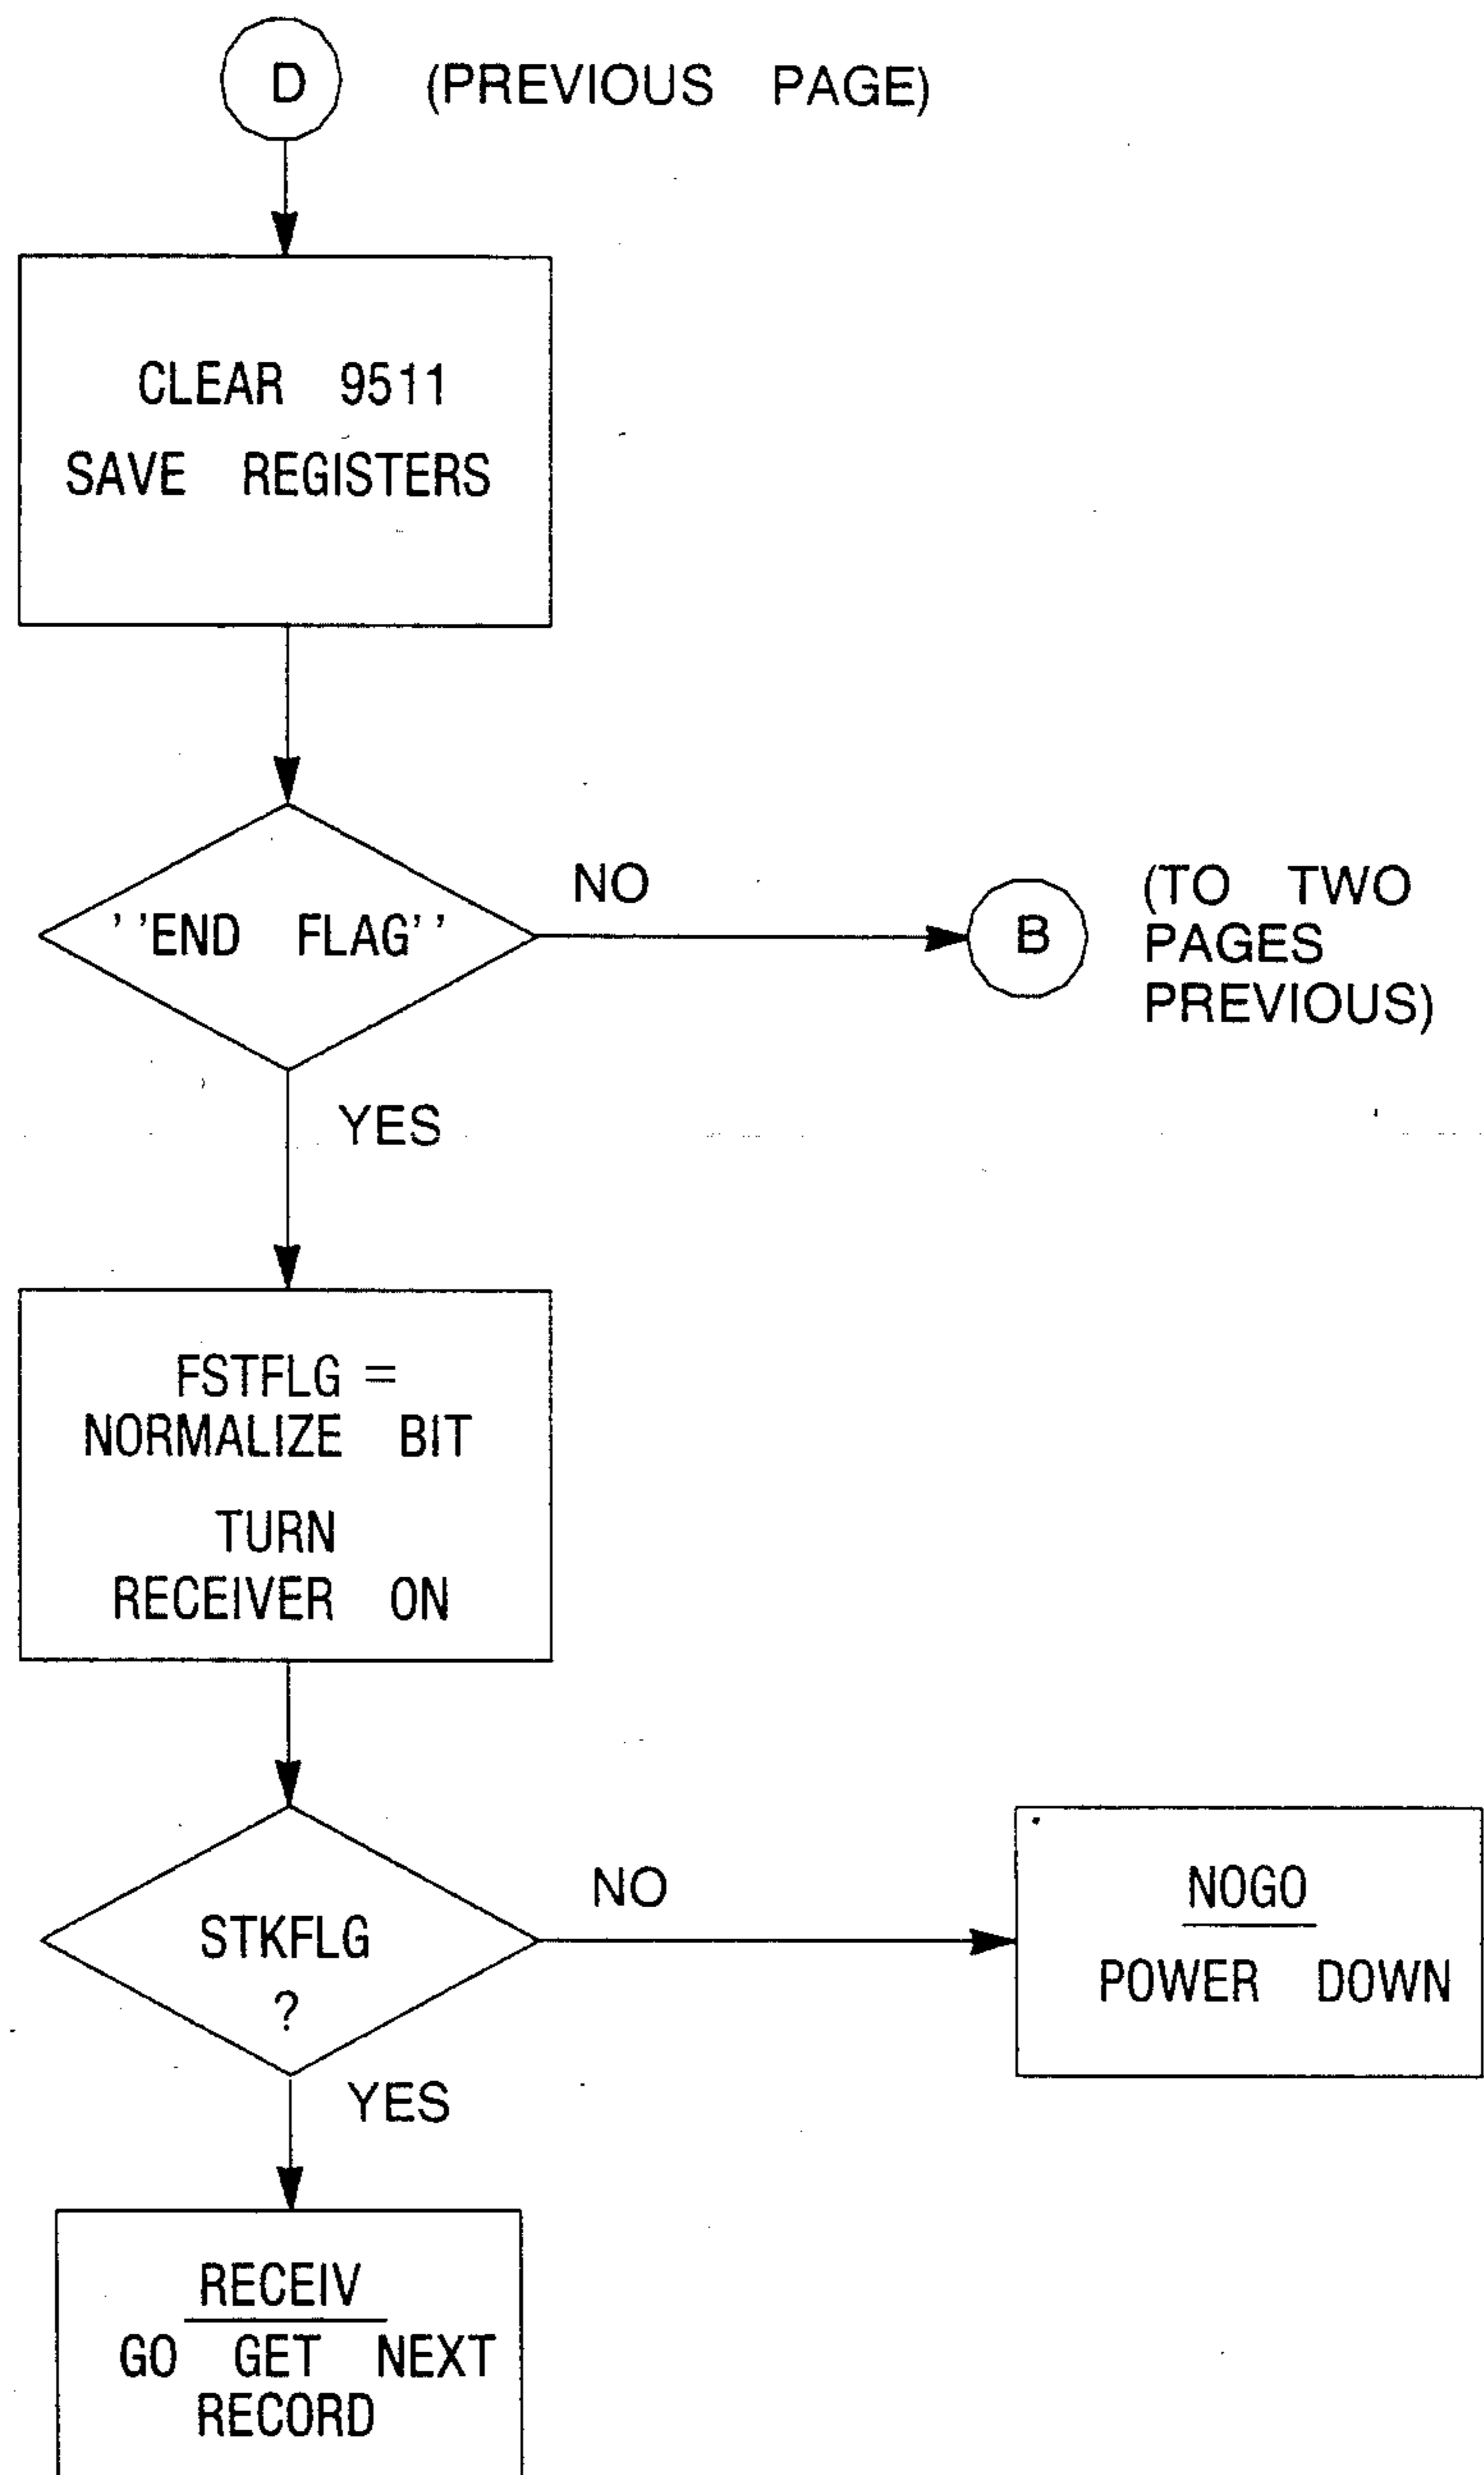 D (PREVIOUS PAGE)
CLEAR 9511
SAVE REGISTERS
''END FLAG''
NO
B
(TO TWO
PAGES
PREVIOUS)
YES
FSTFLG =
NORMALIZE BIT
TURN
RECEIVER ON
STKFLG
?
NO
NOGO
POWER DOWN
YES
RECEIV
GO GET NEXT
RECORD